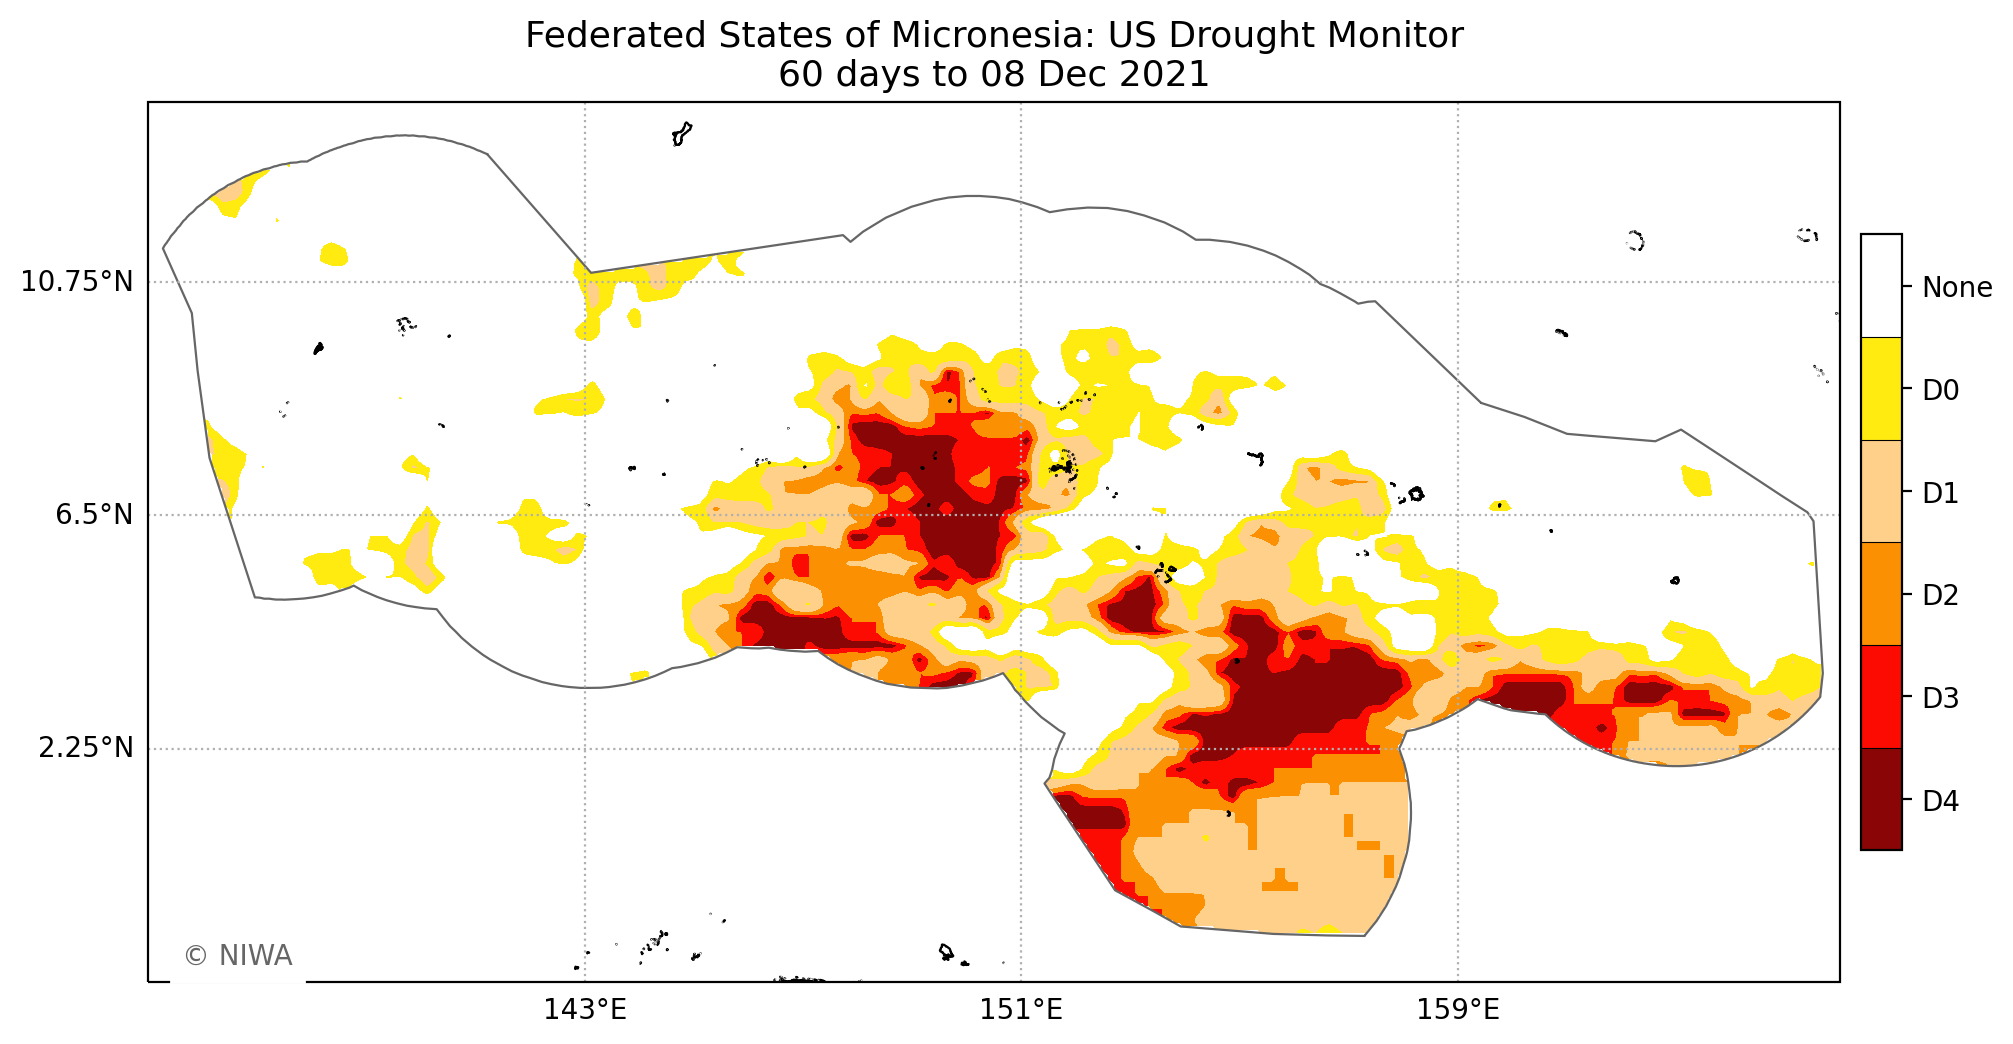 Federated States of Micronesia: US Drought Monitor
60 days to 08 Dec 2021
10.75°N
6.5°N
2.25°N
143°E
151°E
159°E
None
D0
D1
D2
D3
D4
© NIWA